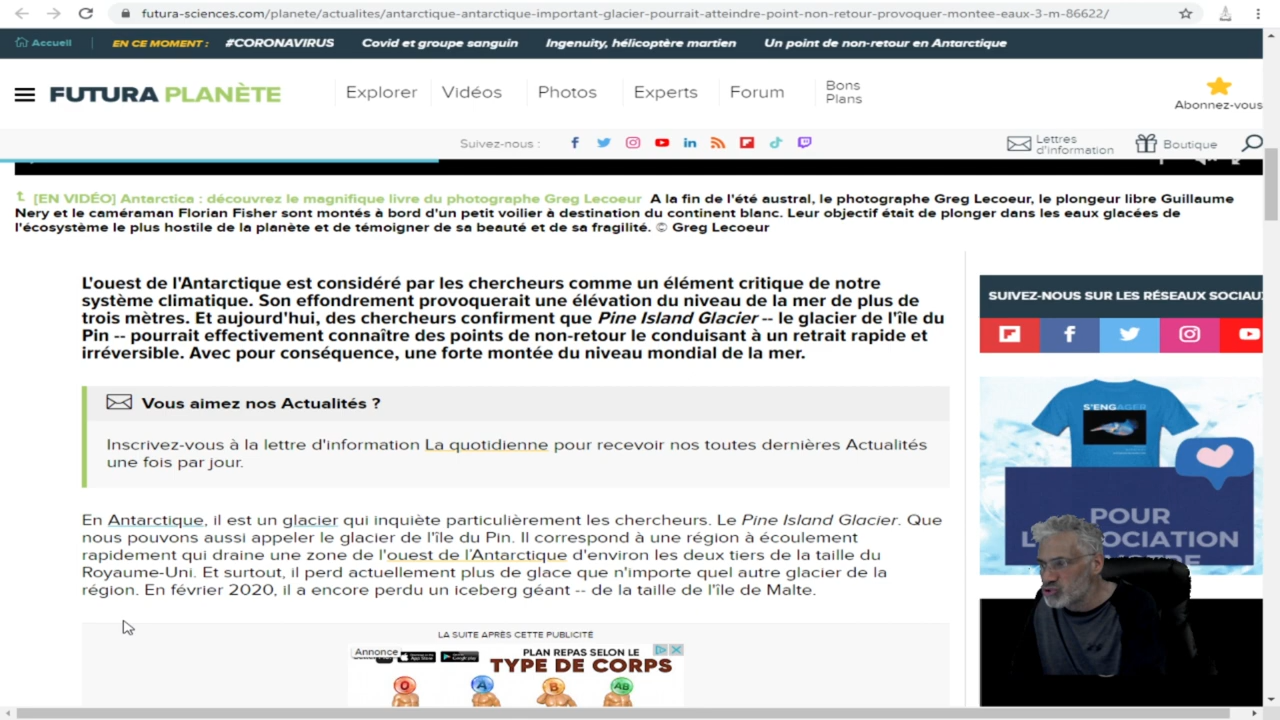 futura-sciences.com/planete/actualites/antarctique-antarctique-important-glacier-pourrait-atteindre-point-non-retour-provoquer-montee-eaux-3-m-86622/
Accueil
EN CE MOMENT :
#CORONAVIRUS
Covid et groupe sanguin
Ingenuity, hélicoptère martien
Un point de non-retour en Antarctique
FUTURA PLANÈTE
Explorer
Vidéos
Photos
Experts
Forum
Bons
Plans
Abonnez-vous
Suivez-nous :
Lettres
d'information
Boutique
[EN VIDÉO] Antarctica : découvrez le magnifique livre du photographe Greg Lecoeur A la fin de l'été austral, le photographe Greg Lecoeur, le plongeur libre Guillaume
Nery et le caméraman Florian Fisher sont montés à bord d'un petit voilier à destination du continent blanc. Leur objectif était de plonger dans les eaux glacées de
l'écosystème le plus hostile de la planète et de témoigner de sa beauté et de sa fragilité. © Greg Lecoeur
L'ouest de l'Antarctique est considéré par les chercheurs comme un élément critique de notre
système climatique. Son effondrement provoquerait une élévation du niveau de la mer de plus de
trois mètres. Et aujourd'hui, des chercheurs confirment que Pine Island Glacier -- le glacier de l'île du
Pin -- pourrait effectivement connaître des points de non-retour le conduisant à un retrait rapide et
irréversible. Avec pour conséquence, une forte montée du niveau mondial de la mer.
Vous aimez nos Actualités ?
Inscrivez-vous à la lettre d'information La quotidienne pour recevoir nos toutes dernières Actualités
une fois par jour.
En Antarctique, il est un glacier qui inquiète particulièrement les chercheurs. Le Pine Island Glacier. Que
nous pouvons aussi appeler le glacier de l'île du Pin. Il correspond à une région à écoulement
rapidement qui draine une zone de l'ouest de l'Antarctique d'environ les deux tiers de la taille du
Royaume-Uni. Et surtout, il perd actuellement plus de glace que n'importe quel autre glacier de la
région. En février 2020, il a encore perdu un iceberg géant -- de la taille de l'île de Malte.
LA SUITE APRÈS CETTE PUBLICITÉ
Annonce
App Store
Google play
PLAN REPAS SELON LE
TYPE DE CORPS
O
A
B
AB
SUIVEZ-NOUS SUR LES RÉSEAUX SOCIAU
S'ENGAGER
POUR